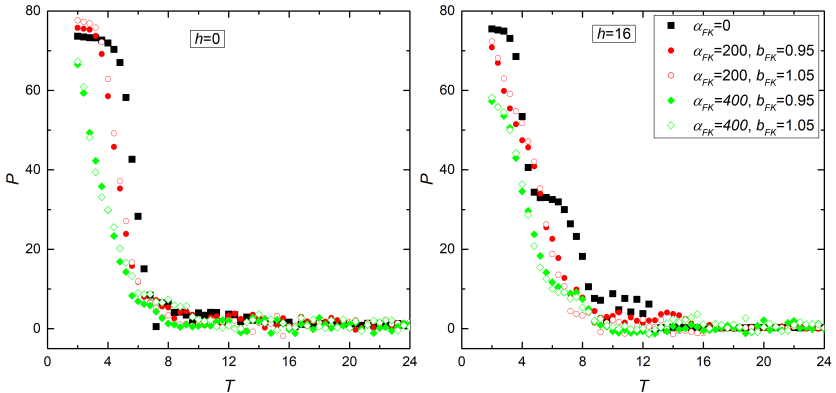 80
60
40
20
0
P
0 4 8 12 16 20 24
T
h=0
80
60
40
20
0
P
0 4 8 12 16 20 24
T
h=16
α_FK=0
α_FK=200, b_FK=0.95
α_FK=200, b_FK=1.05
α_FK=400, b_FK=0.95
α_FK=400, b_FK=1.05